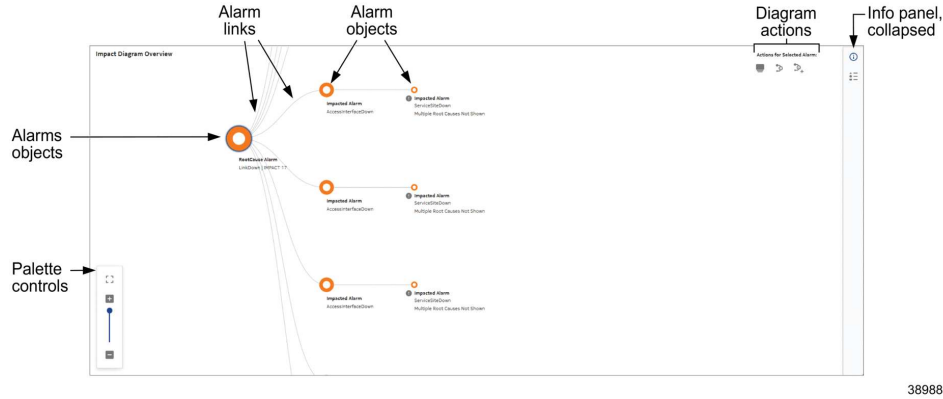 Alarm
links
Alarm
objects
Diagram
actions
Info panel,
collapsed
Impact Diagram Overview
Actions for Selected Alarm:
Impacted Alarm
AccessInterfaceDown
Impacted Alarm
ServiceSiteDown
Multiple Root Causes Not Shown
Alarms
objects
RootCause Alarm
LinkDown | IMPACT: 17
Impacted Alarm
AccessInterfaceDown
Impacted Alarm
ServiceSiteDown
Multiple Root Causes Not Shown
Palette
controls
Impacted Alarm
AccessInterfaceDown
Impacted Alarm
ServiceSiteDown
Multiple Root Causes Not Shown
38988